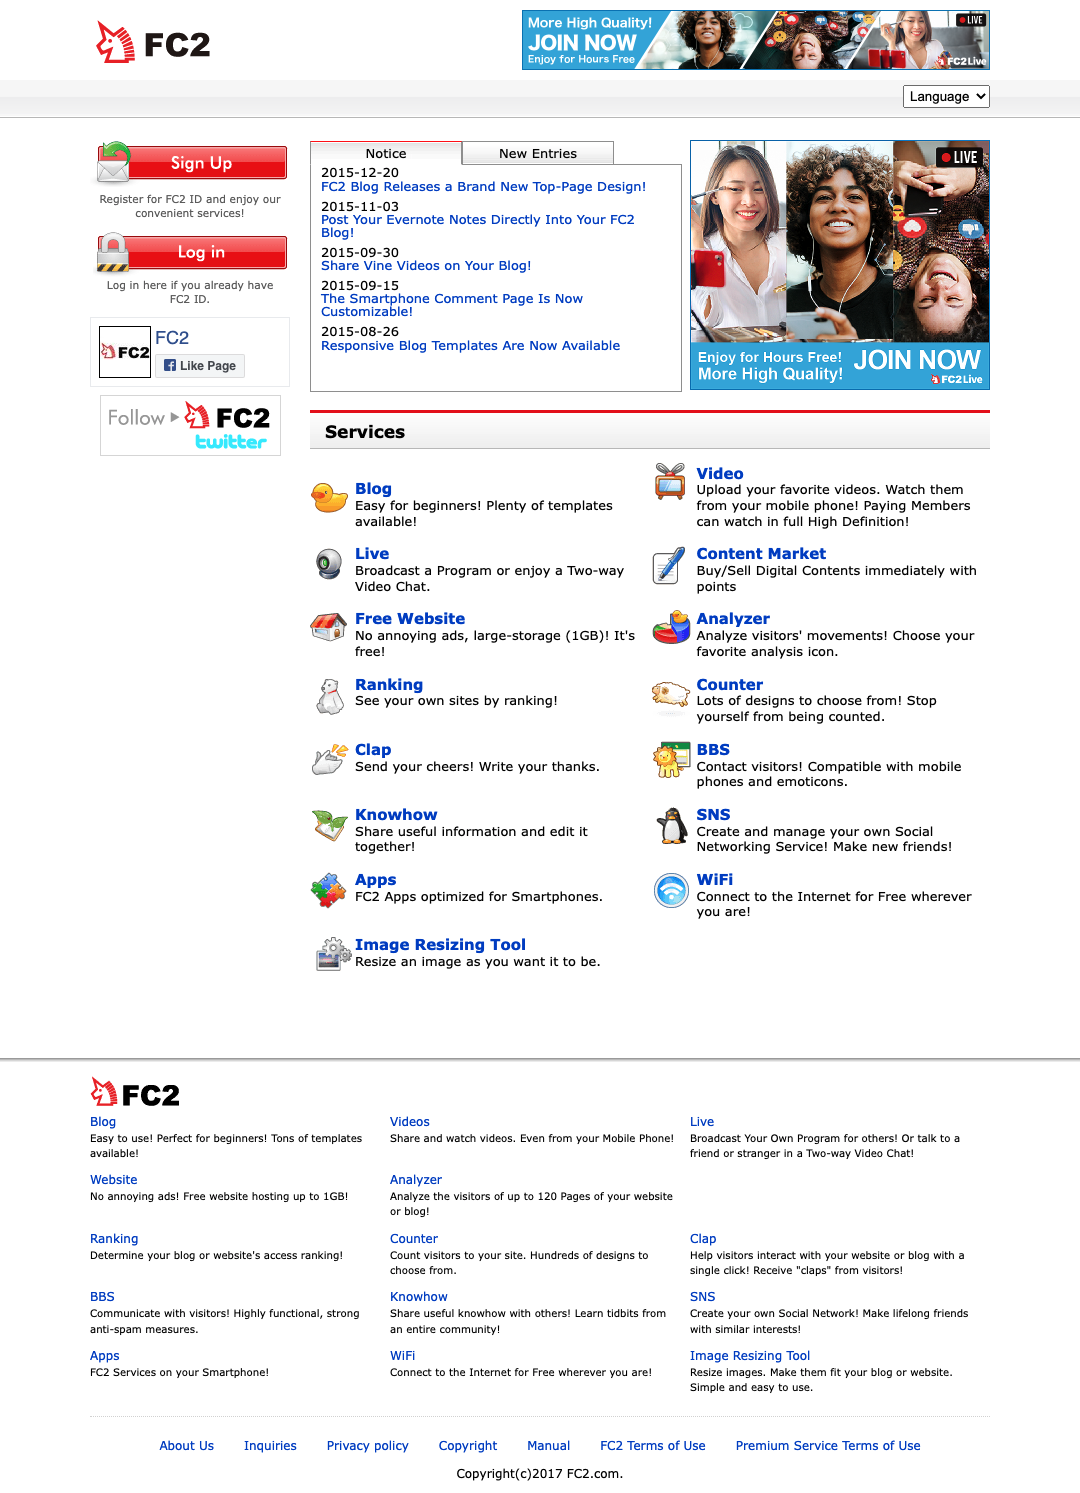 FC2
More High Quality!
JOIN NOW
Enjoy for Hours Free
LIVE
FC2Live
Language
Sign Up
Register for FC2 ID and enjoy our
convenient services!
Log in
Log in here if you already have
FC2 ID.
FC2
FC2
Like Page
Follow FC2
twitter
Notice
New Entries
2015-12-20
FC2 Blog Releases a Brand New Top-Page Design!
2015-11-03
Post Your Evernote Notes Directly Into Your FC2
Blog!
2015-09-30
Share Vine Videos on Your Blog!
2015-09-15
The Smartphone Comment Page Is Now
Customizable!
2015-08-26
Responsive Blog Templates Are Now Available
LIVE
Enjoy for Hours Free!
More High Quality!
JOIN NOW
FC2Live
Services
Blog
Easy for beginners! Plenty of templates
available!
Video
Upload your favorite videos. Watch them
from your mobile phone! Paying Members
can watch in full High Definition!
Live
Broadcast a Program or enjoy a Two-way
Video Chat.
Content Market
Buy/Sell Digital Contents immediately with
points
Free Website
No annoying ads, large-storage (1GB)! It's
free!
Analyzer
Analyze visitors' movements! Choose your
favorite analysis icon.
Ranking
See your own sites by ranking!
Counter
Lots of designs to choose from! Stop
yourself from being counted.
Clap
Send your cheers! Write your thanks.
BBS
Contact visitors! Compatible with mobile
phones and emoticons.
Knowhow
Share useful information and edit it
together!
SNS
Create and manage your own Social
Networking Service! Make new friends!
Apps
FC2 Apps optimized for Smartphones.
WiFi
Connect to the Internet for Free wherever
you are!
Image Resizing Tool
Resize an image as you want it to be.
FC2
Blog
Easy to use! Perfect for beginners! Tons of templates
available!
Videos
Share and watch videos. Even from your Mobile Phone!
Live
Broadcast Your Own Program for others! Or talk to a
friend or stranger in a Two-way Video Chat!
Website
No annoying ads! Free website hosting up to 1GB!
Analyzer
Analyze the visitors of up to 120 Pages of your website
or blog!
Ranking
Determine your blog or website's access ranking!
Counter
Count visitors to your site. Hundreds of designs to
choose from.
Clap
Help visitors interact with your website or blog with a
single click! Receive "claps" from visitors!
BBS
Communicate with visitors! Highly functional, strong
anti-spam measures.
Knowhow
Share useful knowhow with others! Learn tidbits from
an entire community!
SNS
Create your own Social Network! Make lifelong friends
with similar interests!
Apps
FC2 Services on your Smartphone!
WiFi
Connect to the Internet for Free wherever you are!
Image Resizing Tool
Resize images. Make them fit your blog or website.
Simple and easy to use.
About Us Inquiries Privacy policy Copyright Manual FC2 Terms of Use Premium Service Terms of Use
Copyright(c)2017 FC2.com.